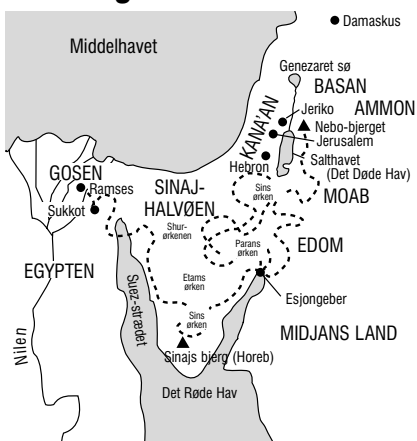 Damaskus
Middelhavet
Genezaret sø
BASAN
Jeriko
AMMON
KANA'AN
Nebo-bjerget
Jerusalem
Hebron
Salthavet
(Det Døde Hav)
GOSEN
Ramses
SINAJ-
HALVØEN
Sins
ørken
MOAB
Sukkot
Shur-
ørkenen
Parans
ørken
EDOM
EGYPTEN
Etams
ørken
Suez-strædet
Esjongeber
Nilen
Sins
ørken
MIDJANS LAND
Sinajs bjerg (Horeb)
Det Røde Hav